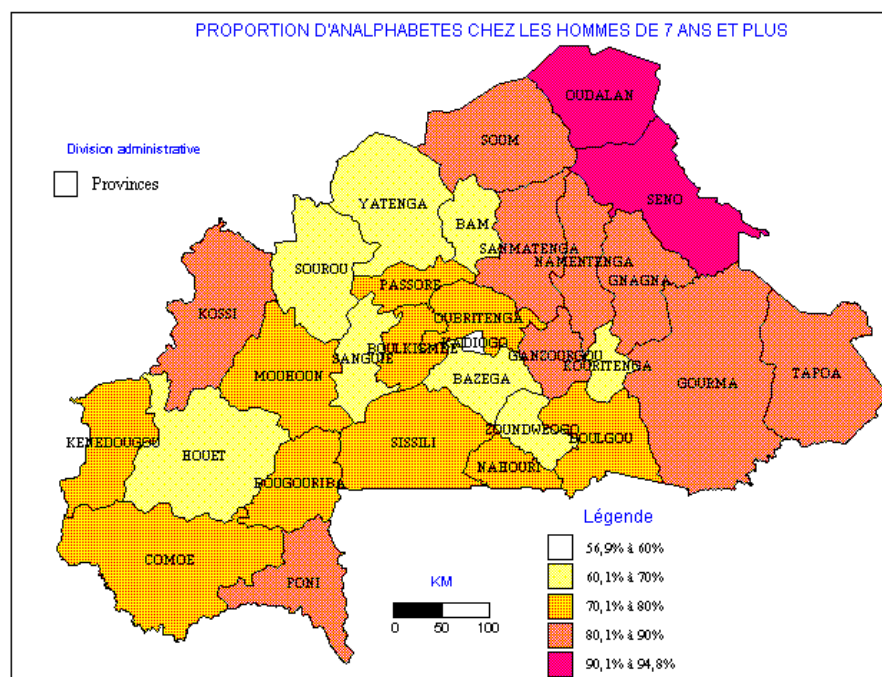 PROPORTION D'ANALPHABETES CHEZ LES HOMMES DE 7 ANS ET PLUS
OUDALAN
SOUM
Division administrative
Provinces
SENO
YATENGA
BAM
SANMATENGA
NAMENTENGA
SOUROU
GNAGNA
PASSORE
KOSSI
OUBRITENGA
KADIOGO
BOULKIEMDE
SANGUIE
GANZOURGOU
KOURITENGA
MOUHOUN
BAZEGA
GOURMA
TAPOA
ZOUNDWEOGO
BOULGOU
KENEDOUGOU
HOUET
SISSILI
NAHOURI
BOUGOURIBA
COMOE
PONI
Légende
56,9% à 60%
60,1% à 70%
70,1% à 80%
80,1% à 90%
90,1% à 94,8%
KM
0 50 100